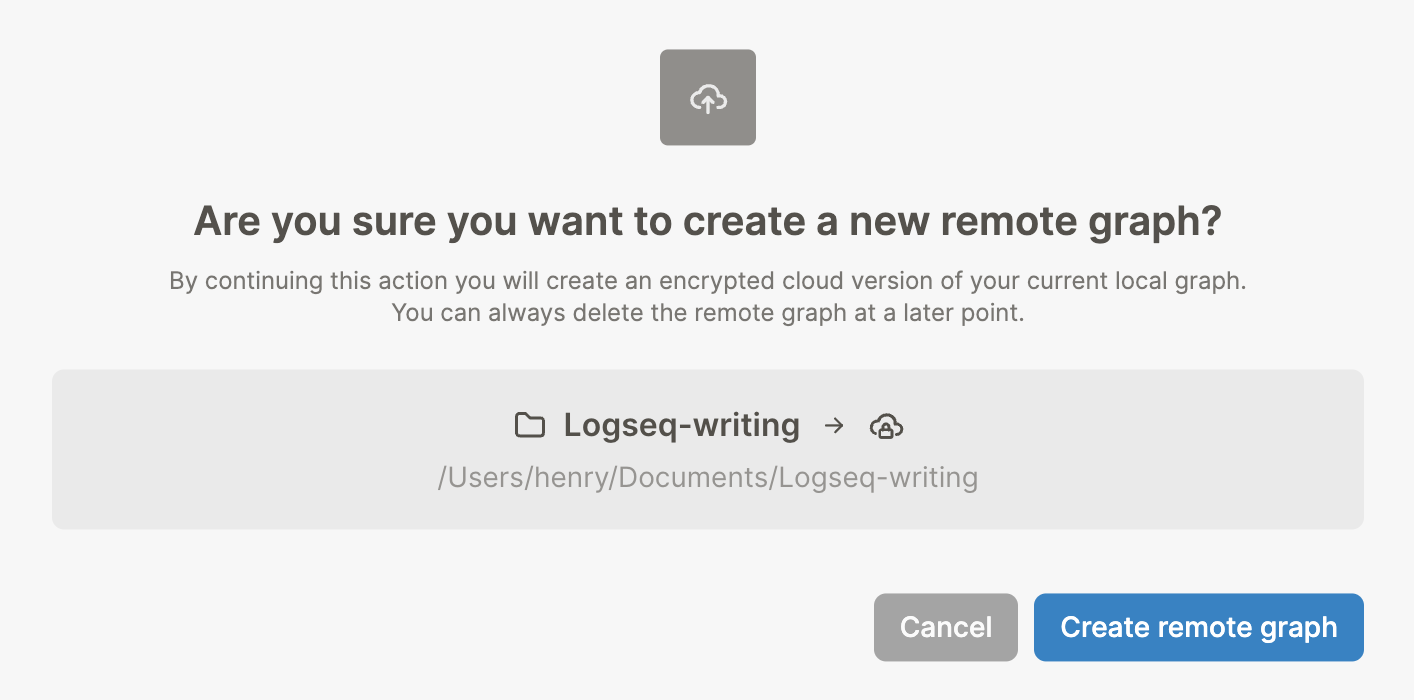 Are you sure you want to create a new remote graph?
By continuing this action you will create an encrypted cloud version of your current local graph.
You can always delete the remote graph at a later point.
Logseq-writing
/Users/henry/Documents/Logseq-writing
Cancel
Create remote graph